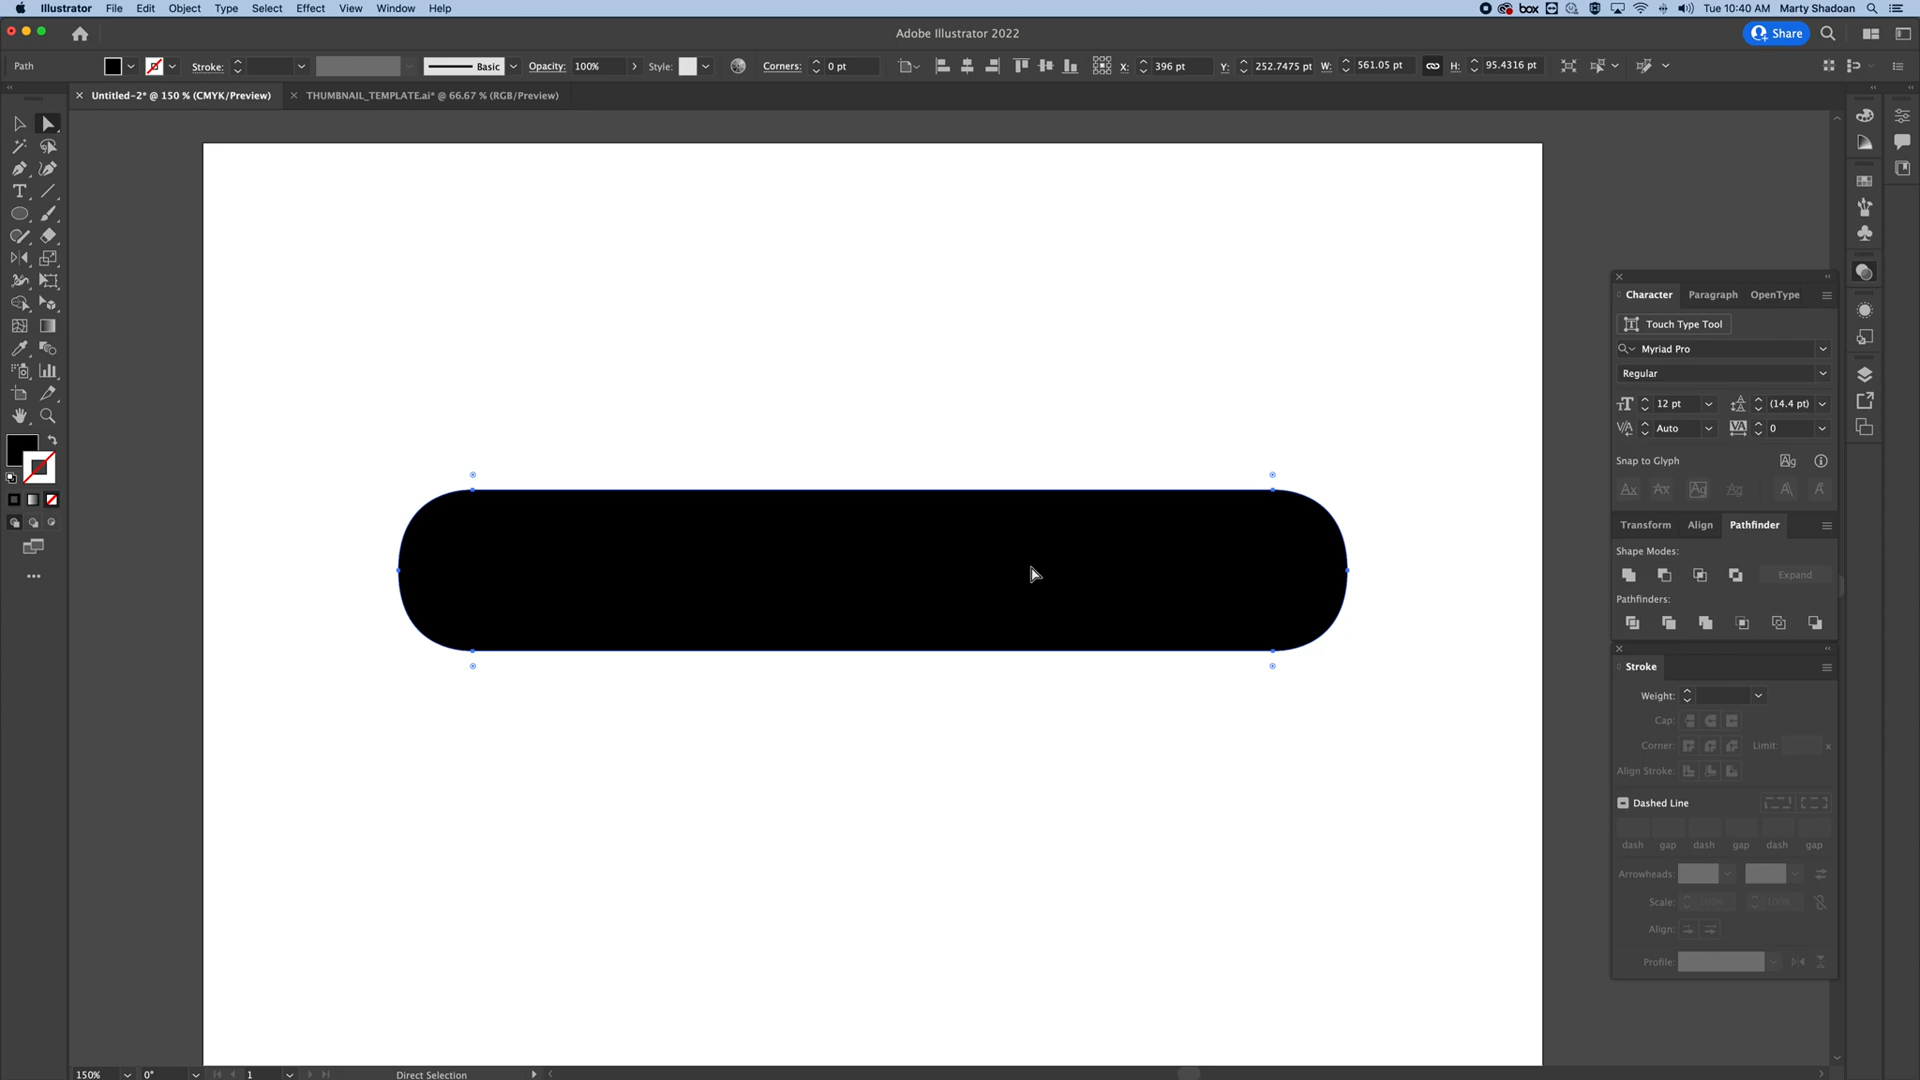 Illustrator File Edit Object Type Select Effect View Window Help box Tue 10:40 AM Marty Shadoan
Adobe Illustrator 2022 Share
Path Stroke: Basic Opacity: 100% Style: Corners: 0 pt X: 396 pt Y: 252.7475 pt W: 561.05 pt H: 95.4316 pt
Untitled-2* @ 150 % (CMYK/Preview) THUMBNAIL_TEMPLATE.ai* @ 66.67 % (RGB/Preview)
Character Paragraph OpenType
Touch Type Tool
Myriad Pro
Regular
12 pt (14.4 pt)
Auto 0
Snap to Glyph
Transform Align Pathfinder
Shape Modes:
Expand
Pathfinders:
Stroke
Weight:
Cap:
Corner: Limit: x
Align Stroke:
Dashed Line
dash gap dash gap dash gap
Arrowheads:
Scale: 100% 100%
Align:
Profile:
150% 0° 1 Direct Selection